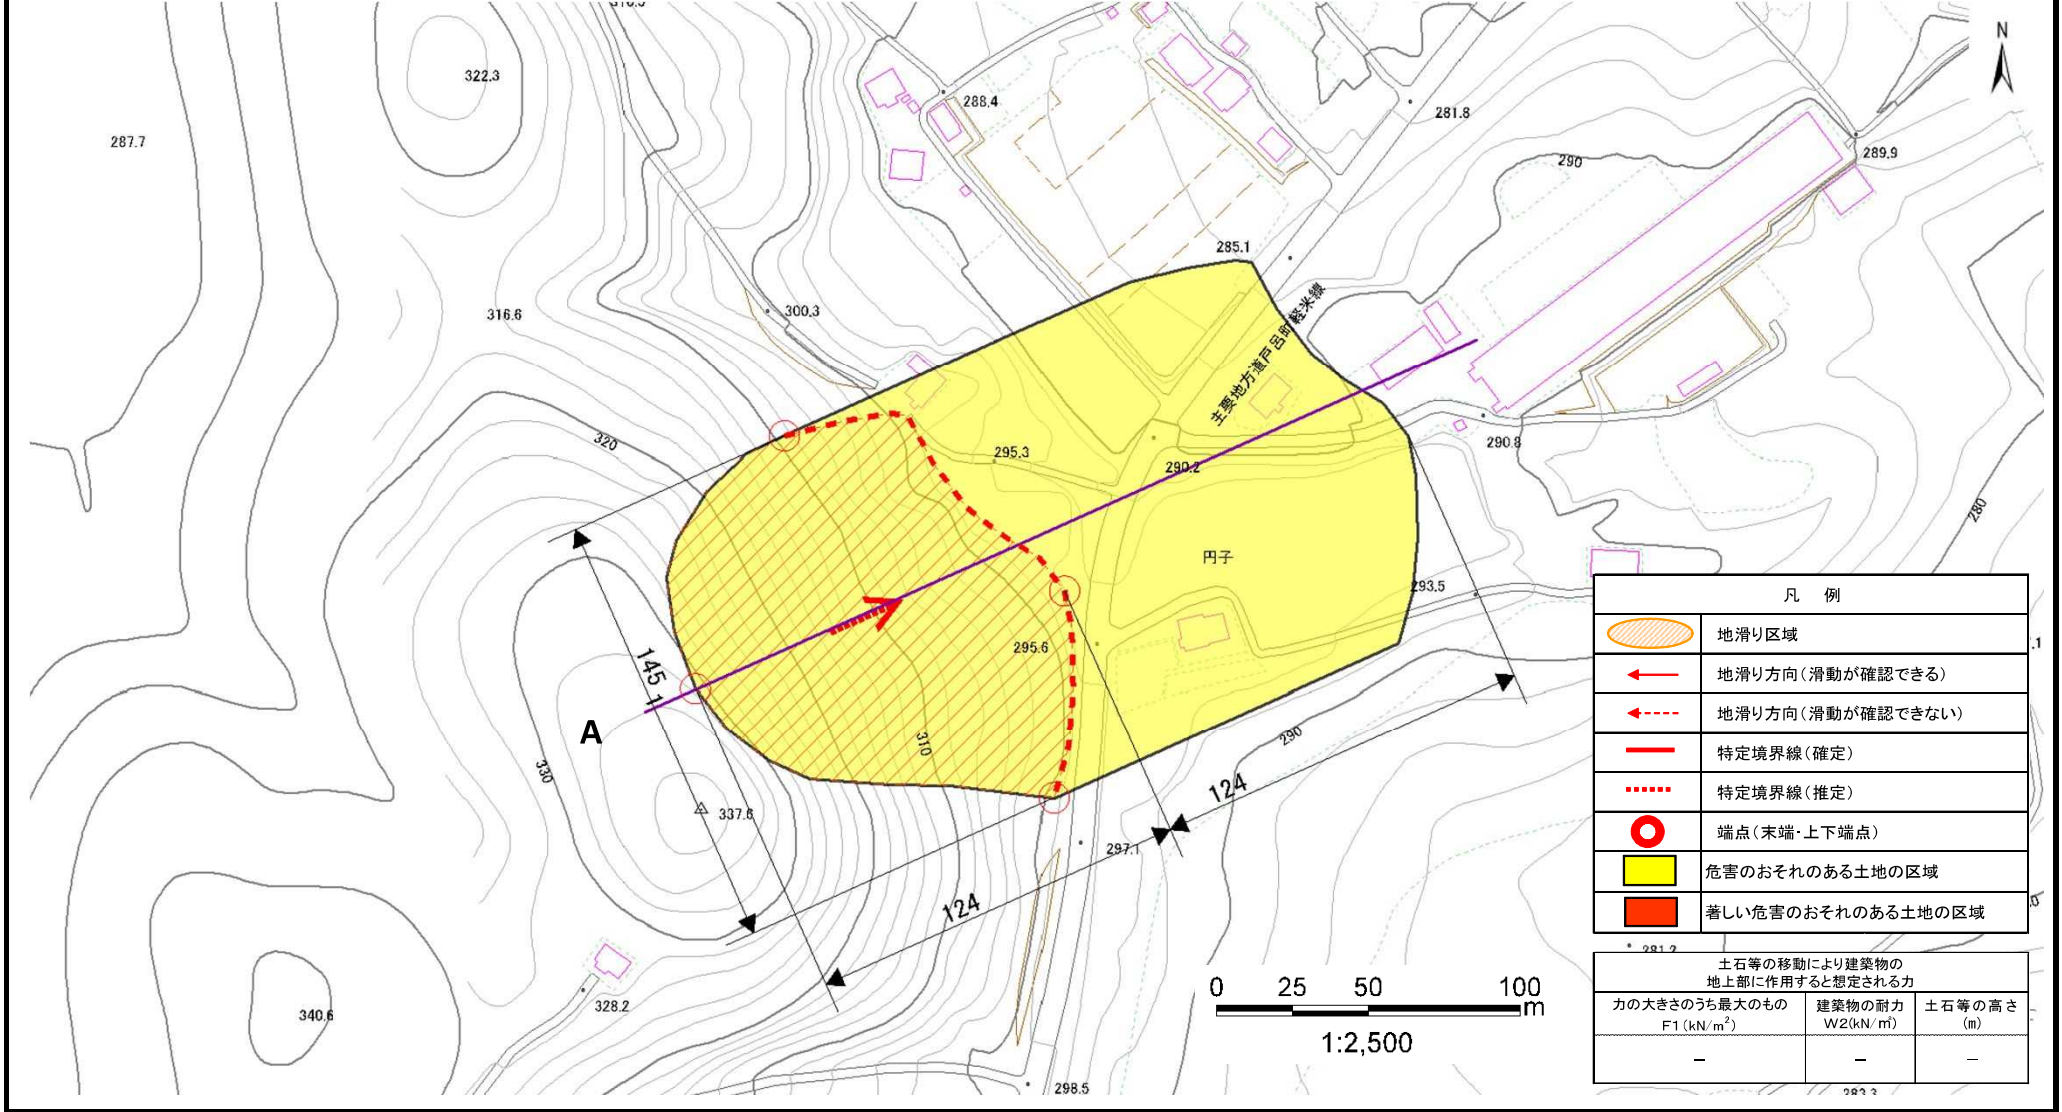 N
322.3
288.4
281.8
287.7
290
289.9
285.1
300.3
316.6
主要地方道戸呂町軽米線
320
295.3
290.2
290.8
280
円子
293.5
145
295.6
A
310
330
290
337.6
124
297.1
124
328.2
340.6
298.5
0 25 50 100
m
1:2,500
凡 例
地滑り区域
地滑り方向(滑動が確認できる)
地滑り方向(滑動が確認できない)
特定境界線(確定)
特定境界線(推定)
端点(末端・上下端点)
危害のおそれのある土地の区域
著しい危害のおそれのある土地の区域
土石等の移動により建築物の
地上部に作用すると想定される力
力の大きさのうち最大のもの
F1(kN/m²)
建築物の耐力
W2(kN/㎡)
土石等の高さ
(m)
– – –